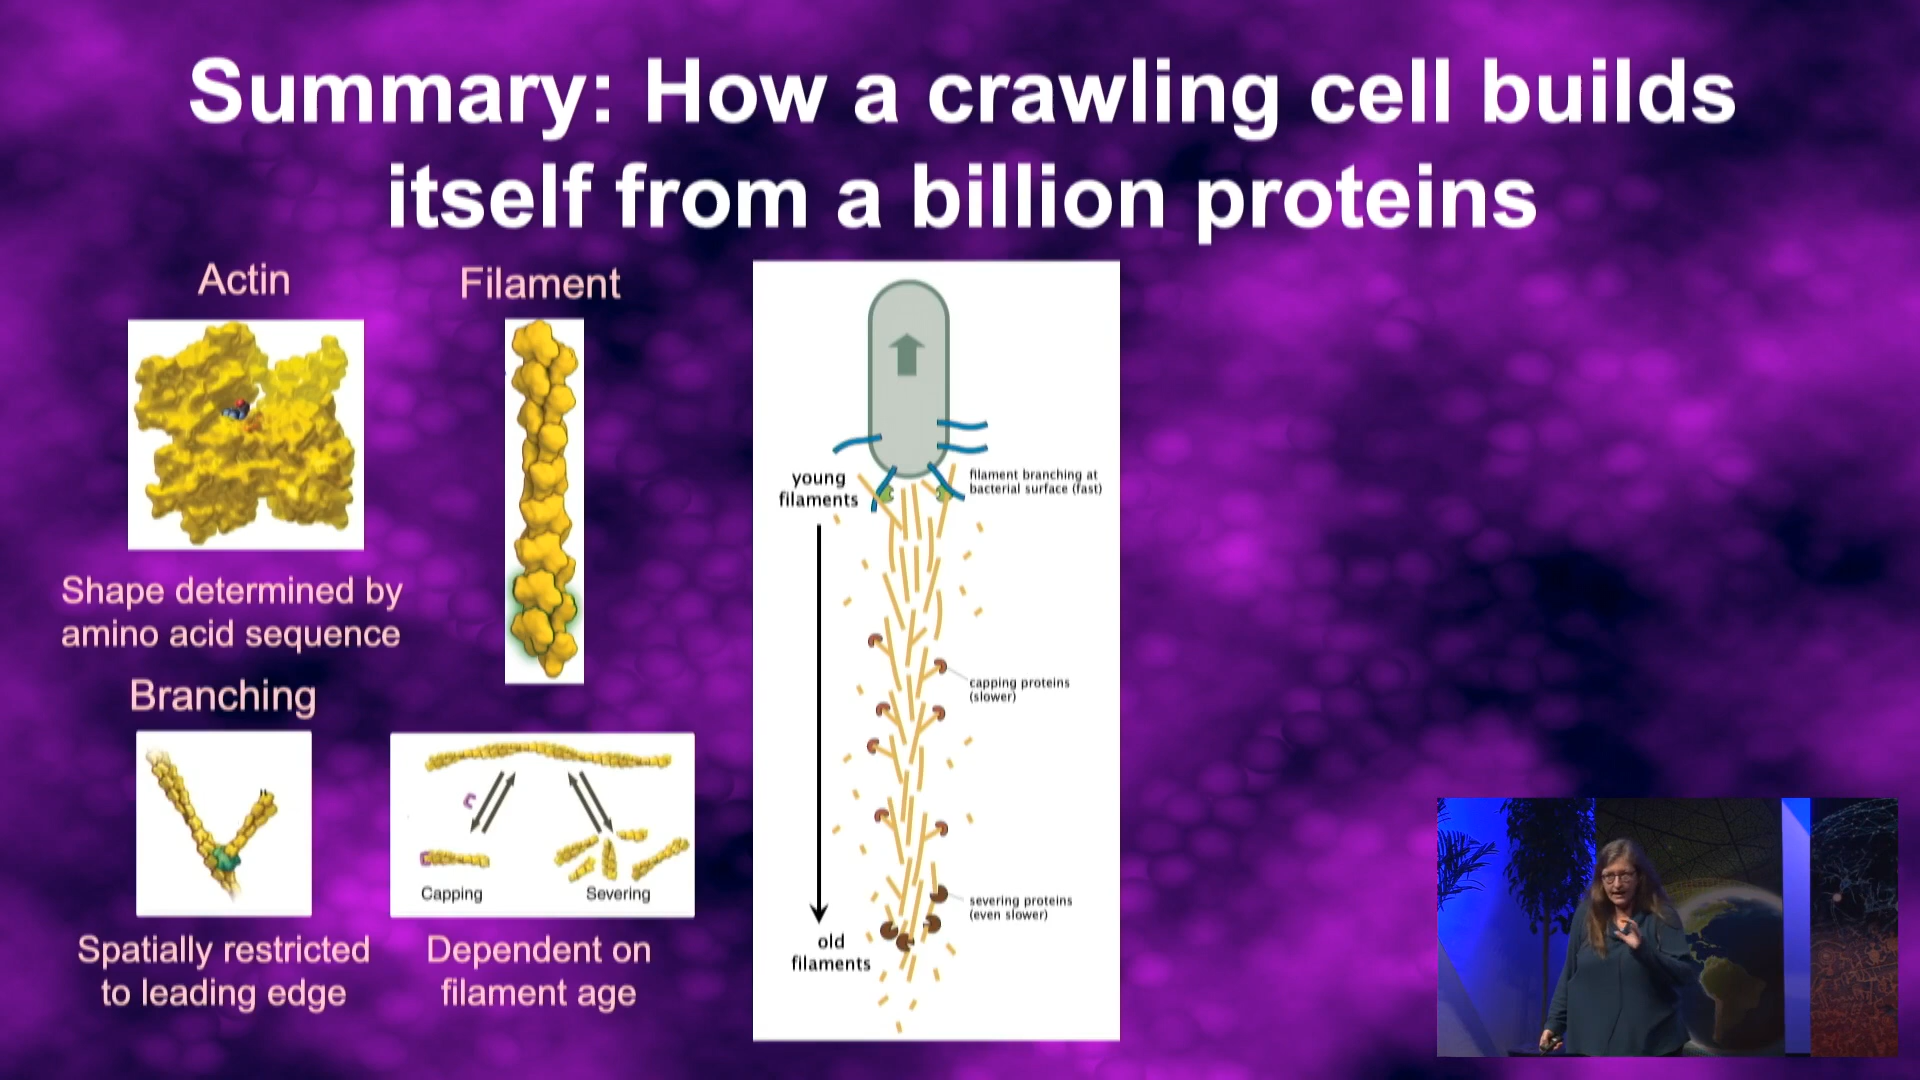 Summary: How a crawling cell builds
itself from a billion proteins
Actin
Filament
Shape determined by
amino acid sequence
Branching
Capping
Severing
Spatially restricted
to leading edge
Dependent on
filament age
young
filaments
filament branching at
bacterial surface (fast)
capping proteins
(slower)
severing proteins
(even slower)
old
filaments